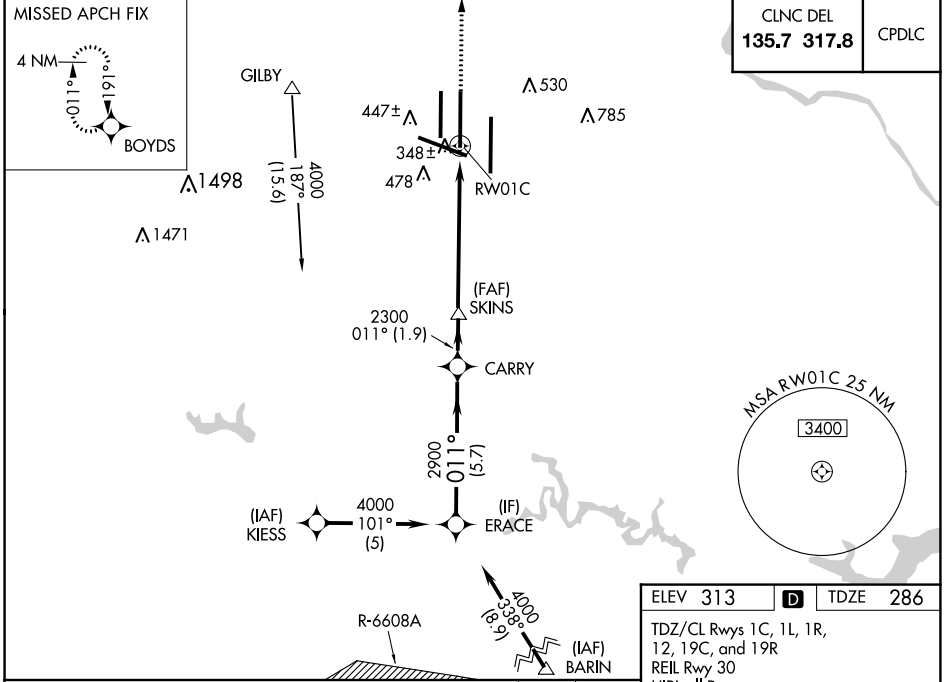 MISSED APCH FIX
4 NM
191°
011°
BOYDS
CLNC DEL
135.7 317.8
CPDLC
GILBY
4000
187°
(15.6)
530
785
447±
348±
478
RW01C
1498
1471
(FAF)
SKINS
2300
011° (1.9)
CARRY
MSA RW01C 25 NM
3400
2900
011°
(5.7)
(IAF)
KIESS
4000
101°
(5)
(IF)
ERACE
4000
338°
(8.9)
R-6608A
(IAF)
BARIN
ELEV 313
D
TDZE 286
TDZ/CL Rwys 1C, 1L, 1R,
12, 19C, and 19R
REIL Rwy 30